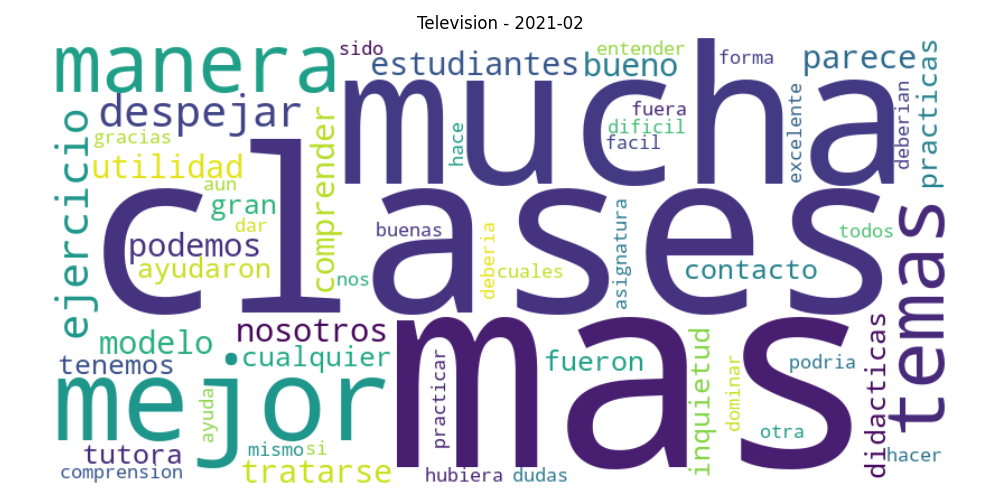 Television - 2021-02
manera
sido
estudiantes
entender
bueno
forma
parece
practicas
despejar
mucha
fuera
dificil
facil
excelente
deberian
gracias
utilidad
ejercicio
comprender
hace
clases
aun
gran
dar
podemos
ayudaron
nos
buenas
deberia
cuales
asignatura
contacto
todos
temas
modelo
nosotros
cualquier
tenemos
mejor
mas
fueron
inquietud
dominar
podria
didacticas
practicar
ayuda
otra
tutora
mismo
si
comprension
tratarse
hubiera
dudas
hacer